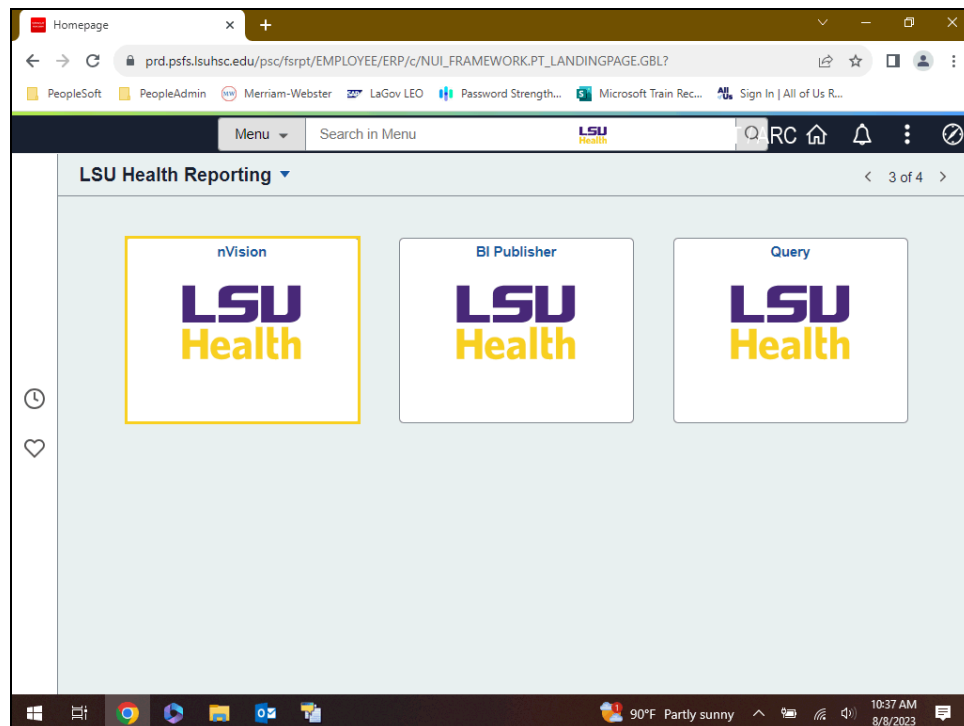 Homepage
prd.psfs.lsuhsc.edu/psc/fsrpt/EMPLOYEE/ERP/c/NUI_FRAMEWORK.PT_LANDINGPAGE.GBL?
PeopleSoft PeopleAdmin Merriam-Webster LaGov LEO Password Strength... Microsoft Train Rec... Sign In | All of Us R...
Menu Search in Menu LSU Health ARC
LSU Health Reporting 3 of 4
nVision BI Publisher Query
LSU LSU LSU
Health Health Health
90°F Partly sunny 10:37 AM
8/8/2023